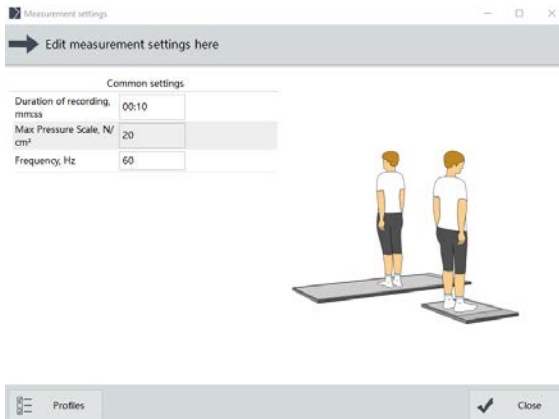 Measurement settings
Edit measurement settings here
Common settings
Duration of recording,
mm:ss
00:10
Max Pressure Scale, N/
cm²
20
Frequency, Hz
60
Profiles
Close